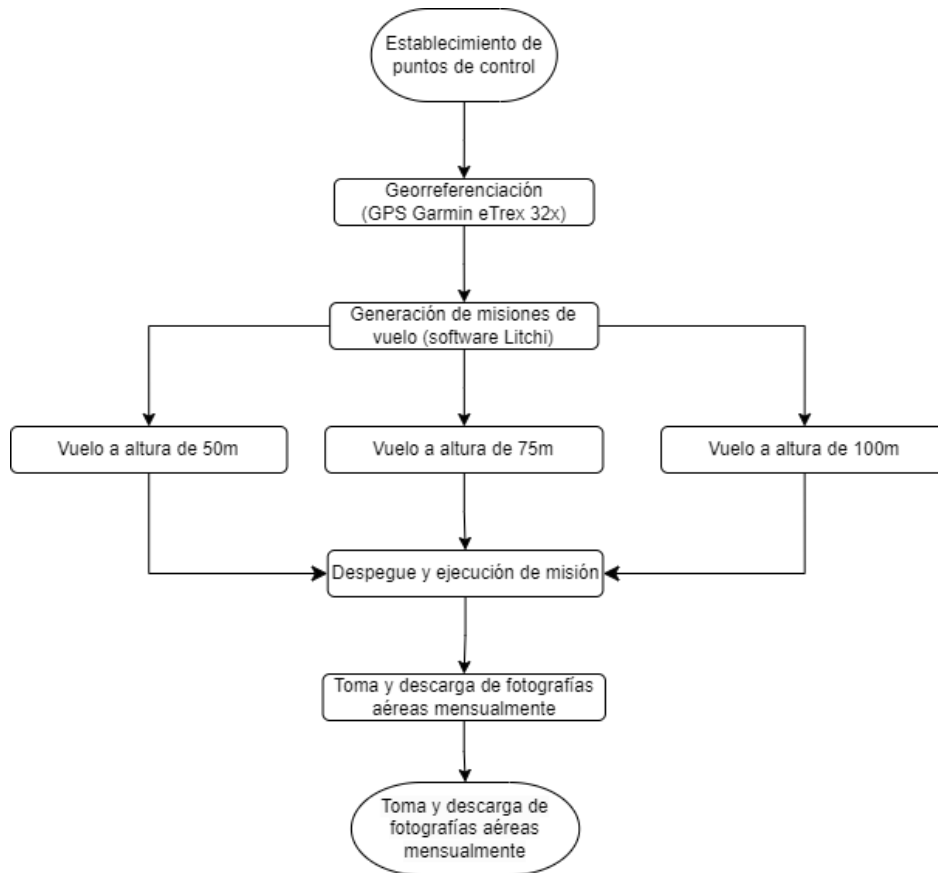 Establecimiento de
puntos de control
Georreferenciación
(GPS Garmin eTrex 32x)
Generación de misiones de
vuelo (software Litchi)
Vuelo a altura de 50m
Vuelo a altura de 75m
Vuelo a altura de 100m
Despegue y ejecución de misión
Toma y descarga de fotografías
aéreas mensualmente
Toma y descarga de
fotografías aéreas
mensualmente